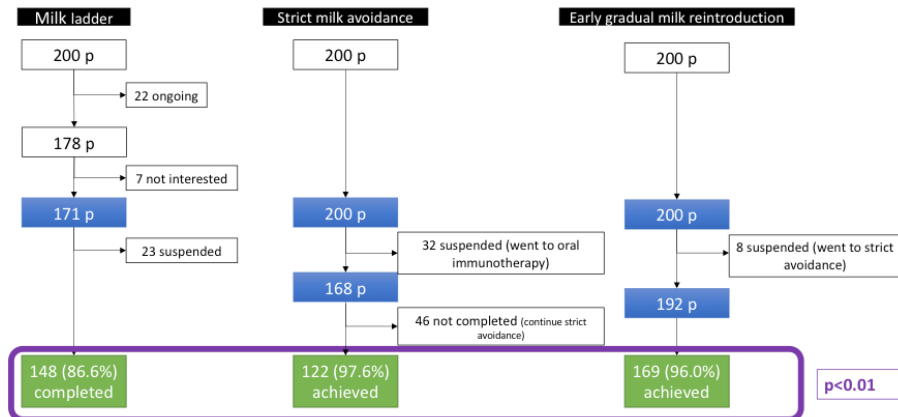 Milk ladder
200 p
22 ongoing
178 p
7 not interested
171 p
23 suspended
148 (86.6%)
completed
Strict milk avoidance
200 p
200 p
32 suspended (went to oral
immunotherapy)
168 p
46 not completed (continue strict
avoidance)
122 (97.6%)
achieved
Early gradual milk reintroduction
200 p
200 p
8 suspended (went to strict
avoidance)
192 p
169 (96.0%)
achieved
p<0.01